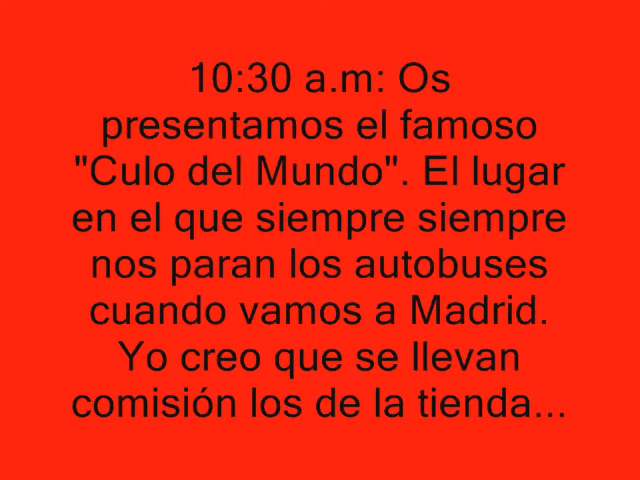 10:30 a.m: Os
presentamos el famoso
"Culo del Mundo". El lugar
en el que siempre siempre
nos paran los autobuses
cuando vamos a Madrid.
Yo creo que se llevan
comisión los de la tienda...